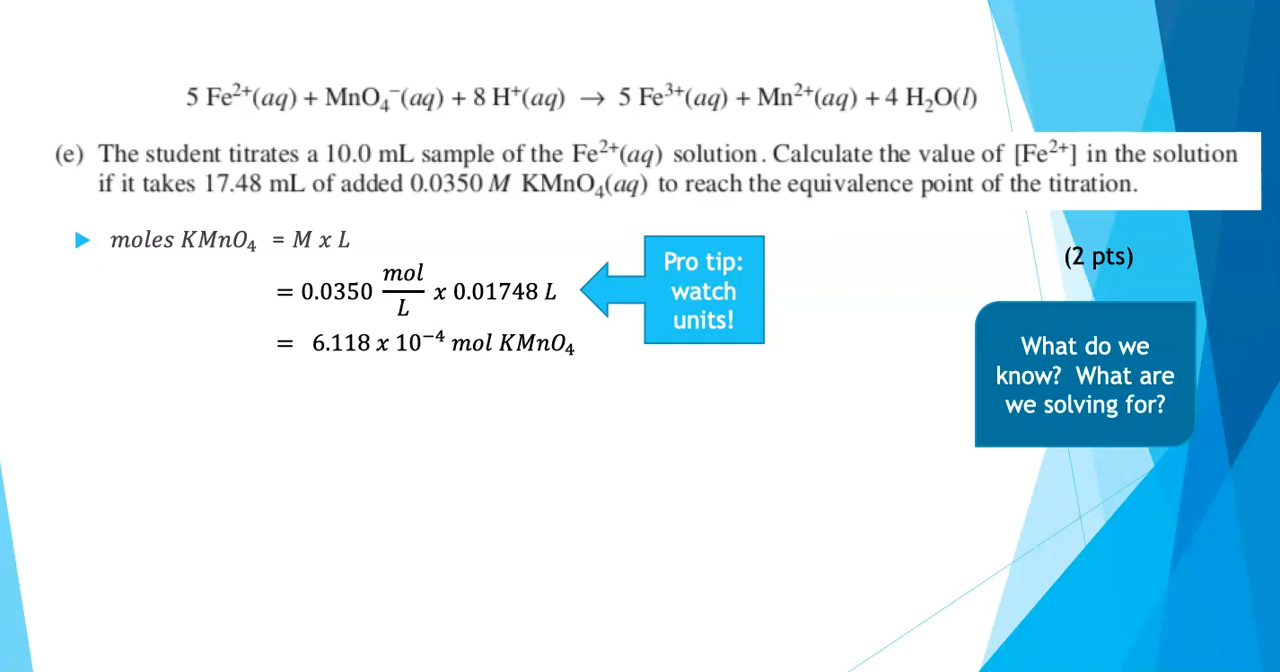 5 Fe²⁺(aq) + MnO₄⁻(aq) + 8 H⁺(aq) → 5 Fe³⁺(aq) + Mn²⁺(aq) + 4 H₂O(l)
(e) The student titrates a 10.0 mL sample of the Fe²⁺(aq) solution. Calculate the value of [Fe²⁺] in the solution
if it takes 17.48 mL of added 0.0350 M KMnO₄(aq) to reach the equivalence point of the titration.
moles KMnO₄ = M x L
= 0.0350 mol/L x 0.01748 L
= 6.118 x 10⁻⁴ mol KMnO₄
Pro tip:
watch
units!
(2 pts)
What do we
know? What are
we solving for?